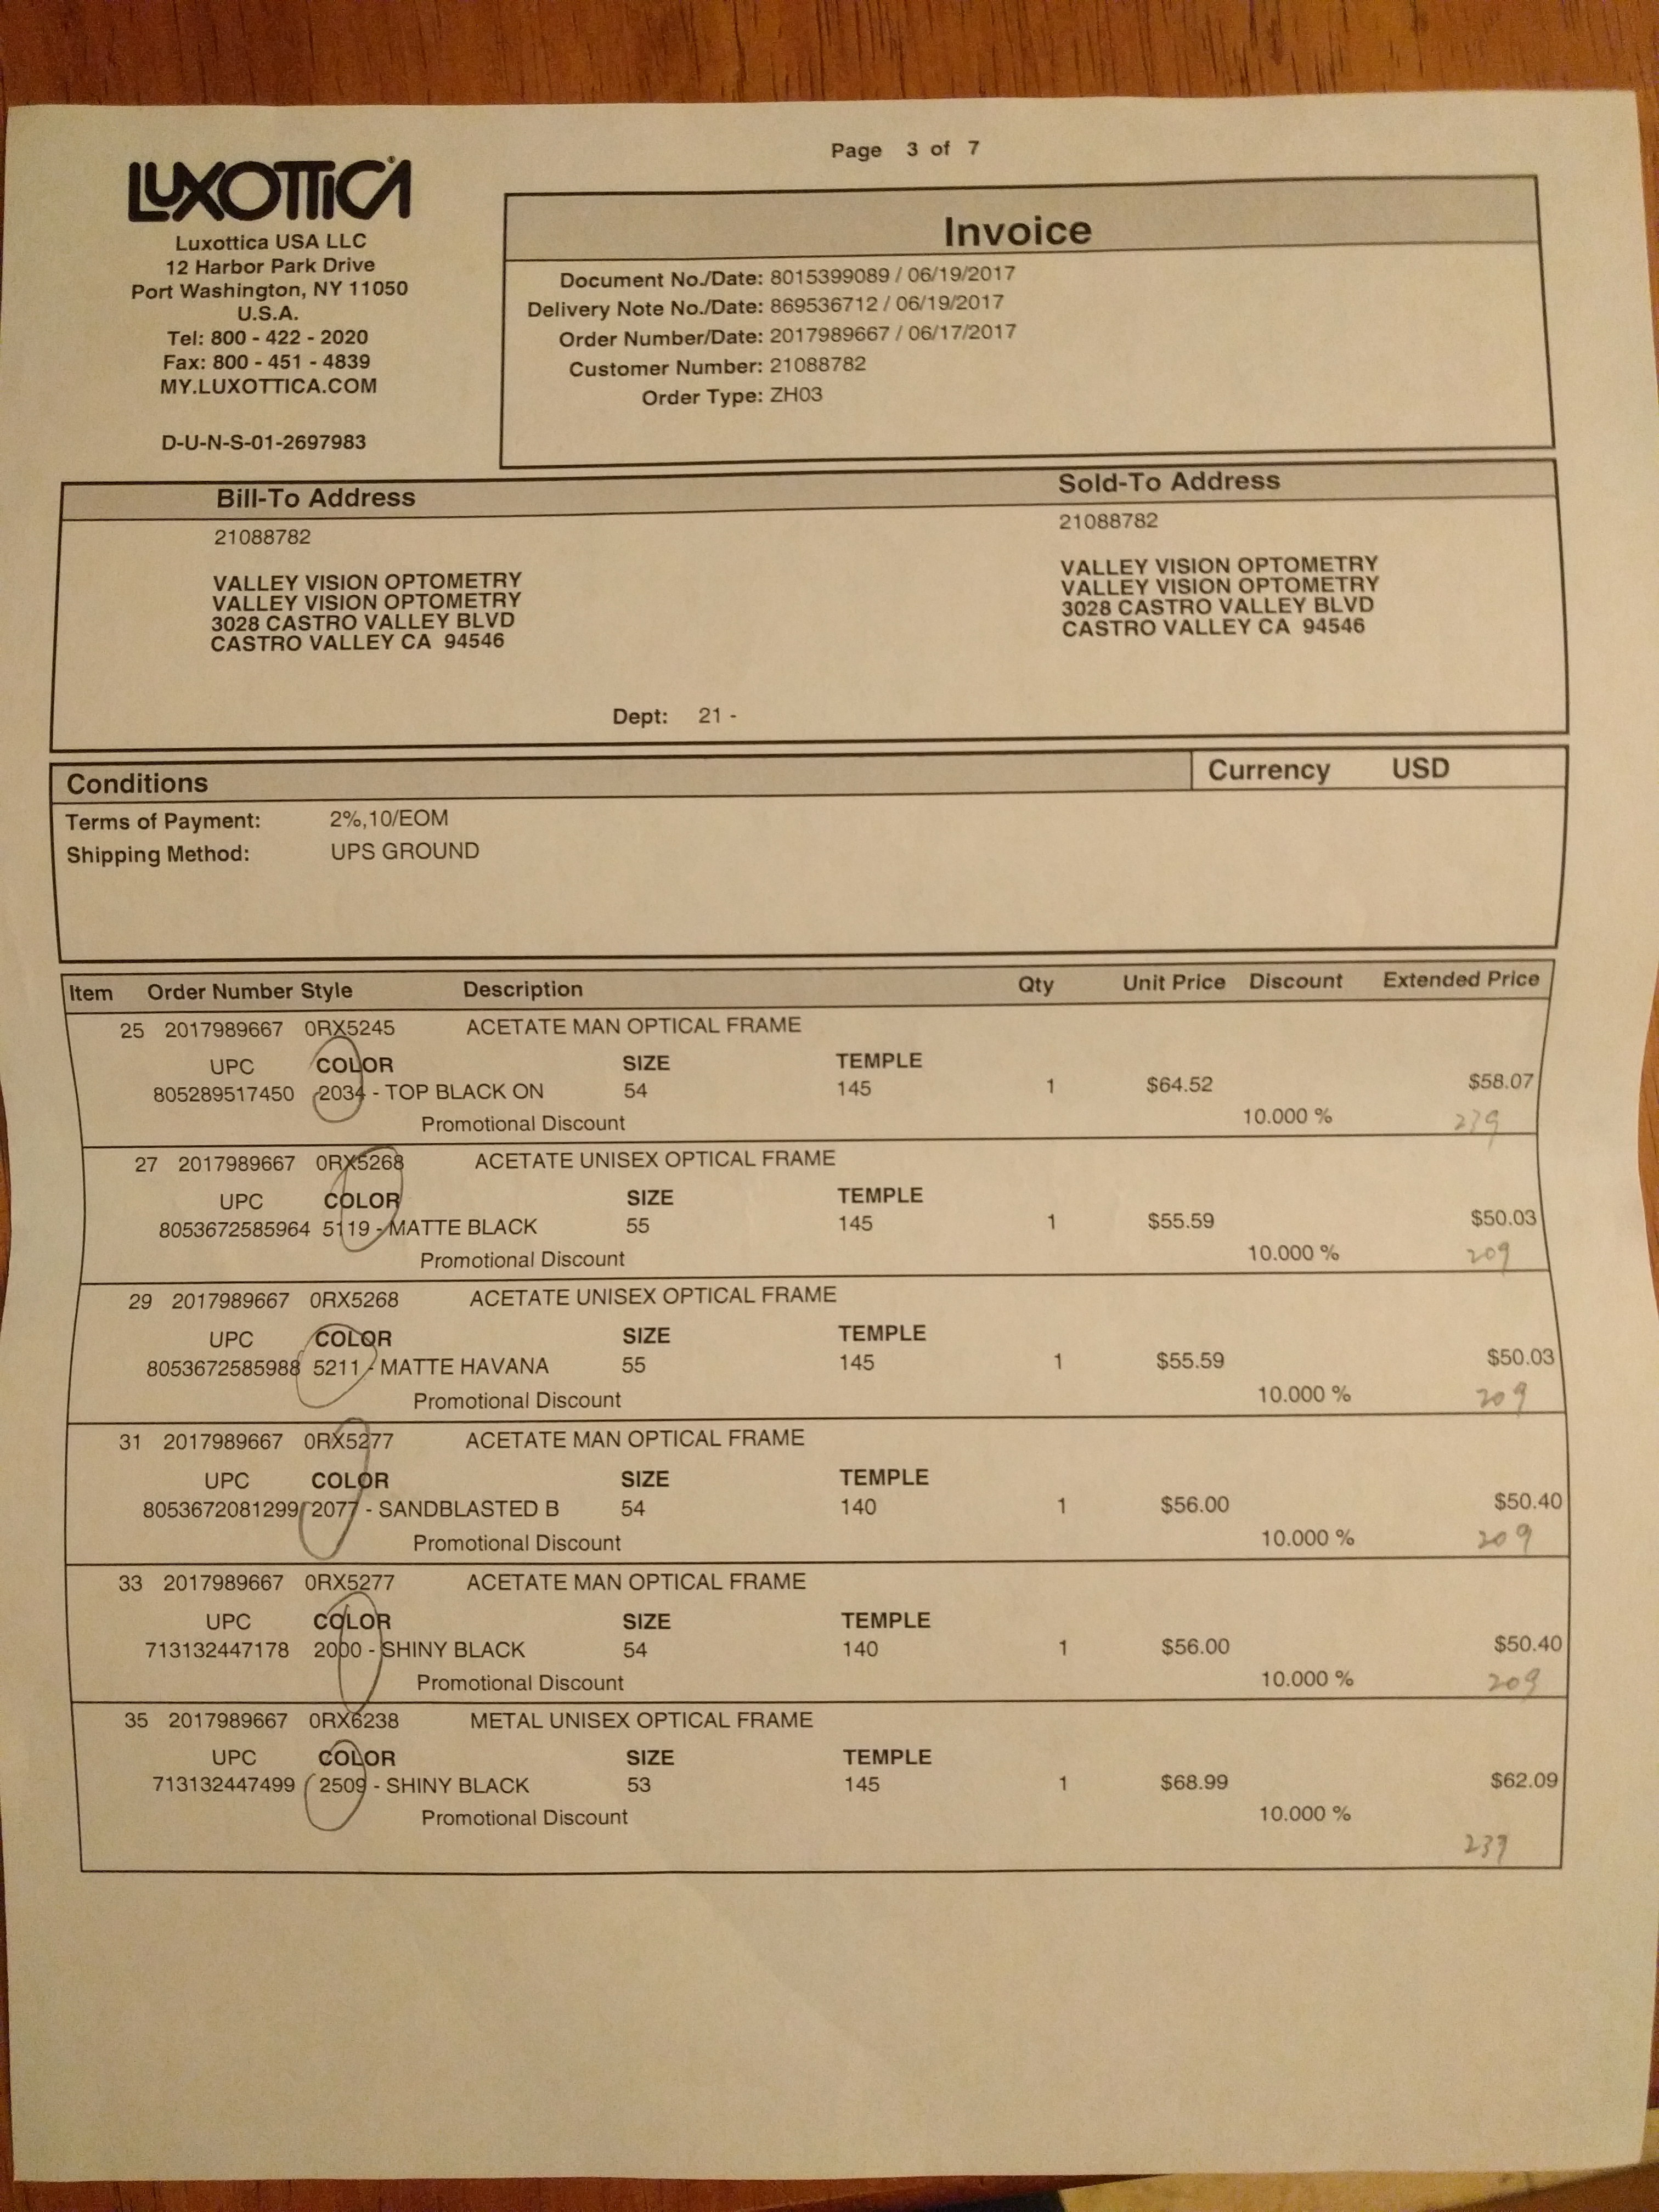 Page 3 of 7
LUXOTTICA
Luxottica USA LLC
12 Harbor Park Drive
Port Washington, NY 11050
U.S.A.
Tel: 800 - 422 - 2020
Fax: 800 - 451 - 4839
MY.LUXOTTICA.COM
D-U-N-S-01-2697983
Invoice
Document No./Date: 8015399089 / 06/19/2017
Delivery Note No./Date: 869536712 / 06/19/2017
Order Number/Date: 2017989667 / 06/17/2017
Customer Number: 21088782
Order Type: ZH03
Bill-To Address
21088782
VALLEY VISION OPTOMETRY
VALLEY VISION OPTOMETRY
3028 CASTRO VALLEY BLVD
CASTRO VALLEY CA 94546
Sold-To Address
21088782
VALLEY VISION OPTOMETRY
VALLEY VISION OPTOMETRY
3028 CASTRO VALLEY BLVD
CASTRO VALLEY CA 94546
Dept: 21 -
Conditions Currency USD
Terms of Payment: 2%,10/EOM
Shipping Method: UPS GROUND
Item Order Number Style Description Qty Unit Price Discount Extended Price
25 2017989667 0RX5245 ACETATE MAN OPTICAL FRAME
UPC COLOR SIZE TEMPLE
805289517450 2034 - TOP BLACK ON 54 145 1 $64.52 $58.07
Promotional Discount 10.000 % 239
27 2017989667 0RX5268 ACETATE UNISEX OPTICAL FRAME
UPC COLOR SIZE TEMPLE
8053672585964 5119 - MATTE BLACK 55 145 1 $55.59 $50.03
Promotional Discount 10.000 % 209
29 2017989667 0RX5268 ACETATE UNISEX OPTICAL FRAME
UPC COLOR SIZE TEMPLE
8053672585988 5211 - MATTE HAVANA 55 145 1 $55.59 $50.03
Promotional Discount 10.000 % 209
31 2017989667 0RX5277 ACETATE MAN OPTICAL FRAME
UPC COLOR SIZE TEMPLE
8053672081299 2077 - SANDBLASTED B 54 140 1 $56.00 $50.40
Promotional Discount 10.000 % 209
33 2017989667 0RX5277 ACETATE MAN OPTICAL FRAME
UPC COLOR SIZE TEMPLE
713132447178 2000 - SHINY BLACK 54 140 1 $56.00 $50.40
Promotional Discount 10.000 % 209
35 2017989667 0RX6238 METAL UNISEX OPTICAL FRAME
UPC COLOR SIZE TEMPLE
713132447499 2509 - SHINY BLACK 53 145 1 $68.99 $62.09
Promotional Discount 10.000 %
239